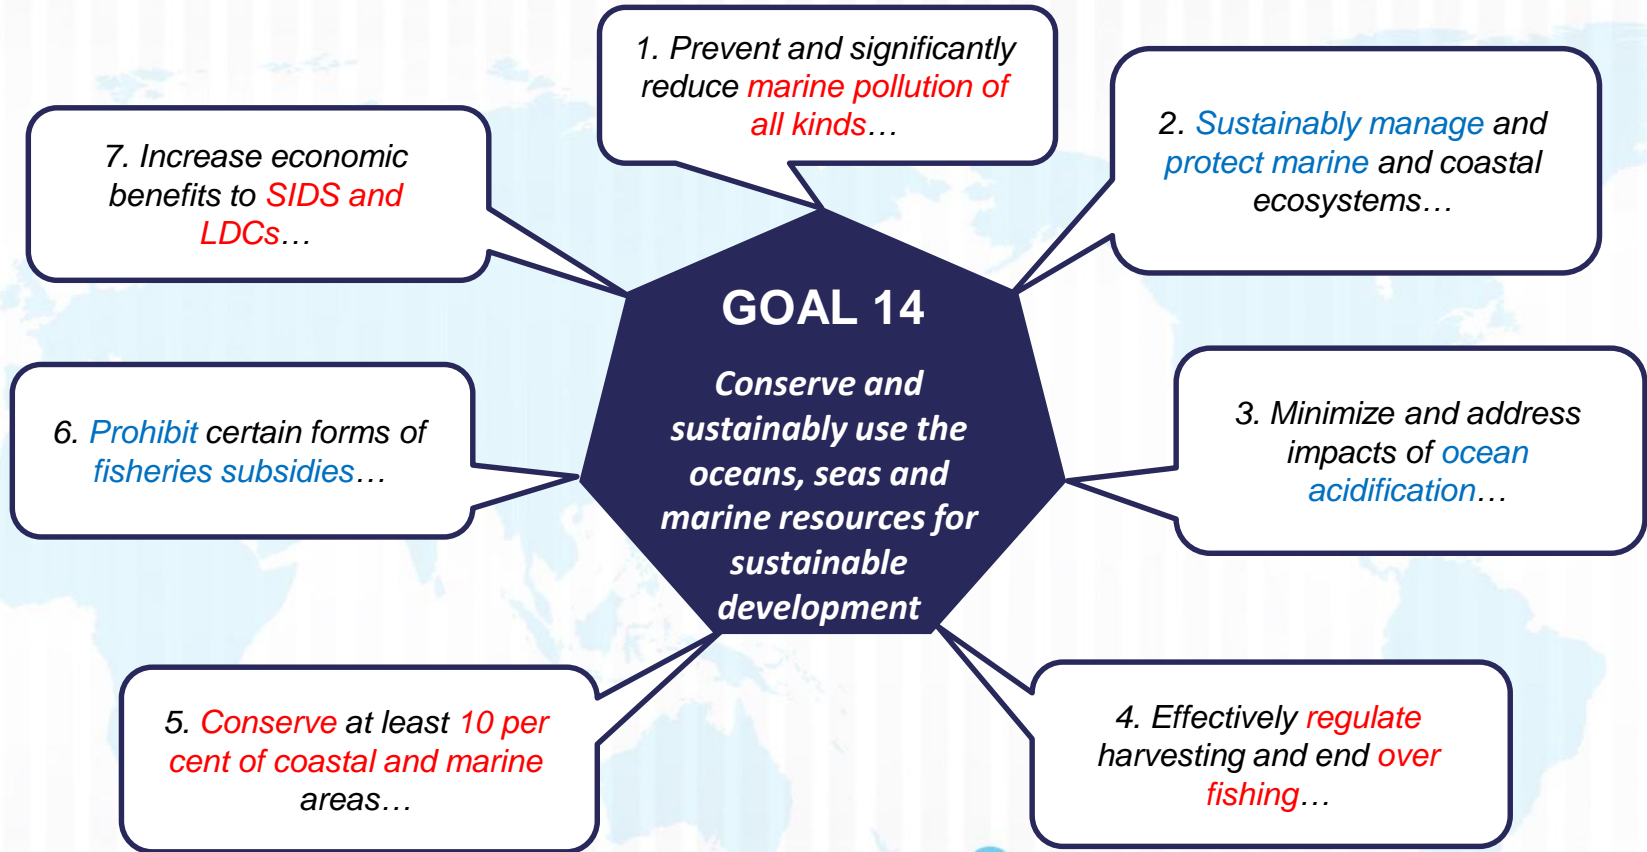 1. Prevent and significantly
reduce marine pollution of
all kinds…
2. Sustainably manage and
protect marine and coastal
ecosystems…
3. Minimize and address
impacts of ocean
acidification…
4. Effectively regulate
harvesting and end over
fishing…
5. Conserve at least 10 per
cent of coastal and marine
areas…
6. Prohibit certain forms of
fisheries subsidies…
7. Increase economic
benefits to SIDS and
LDCs…
GOAL 14
Conserve and
sustainably use the
oceans, seas and
marine resources for
sustainable
development